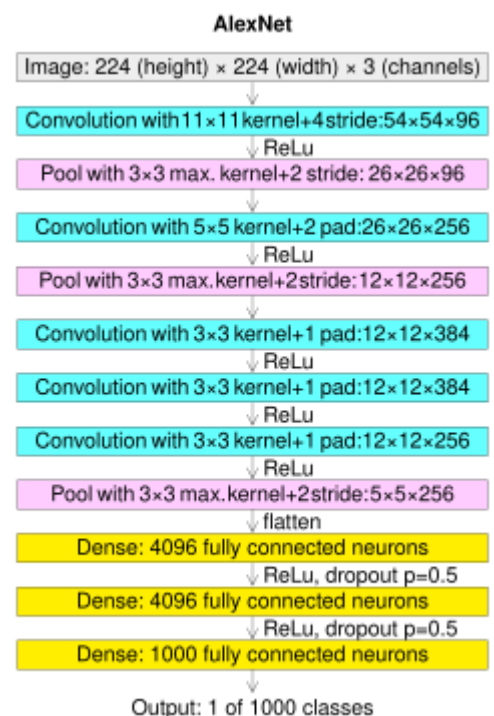 AlexNet
Image: 224 (height) × 224 (width) × 3 (channels)
Convolution with 11×11 kernel+4 stride:54×54×96
ReLu
Pool with 3×3 max. kernel+2 stride: 26×26×96
Convolution with 5×5 kernel+2 pad:26×26×256
ReLu
Pool with 3×3 max.kernel+2stride:12×12×256
Convolution with 3×3 kernel+1 pad:12×12×384
ReLu
Convolution with 3×3 kernel+1 pad:12×12×384
ReLu
Convolution with 3×3 kernel+1 pad:12×12×256
ReLu
Pool with 3×3 max.kernel+2stride:5×5×256
flatten
Dense: 4096 fully connected neurons
ReLu, dropout p=0.5
Dense: 4096 fully connected neurons
ReLu, dropout p=0.5
Dense: 1000 fully connected neurons
Output: 1 of 1000 classes